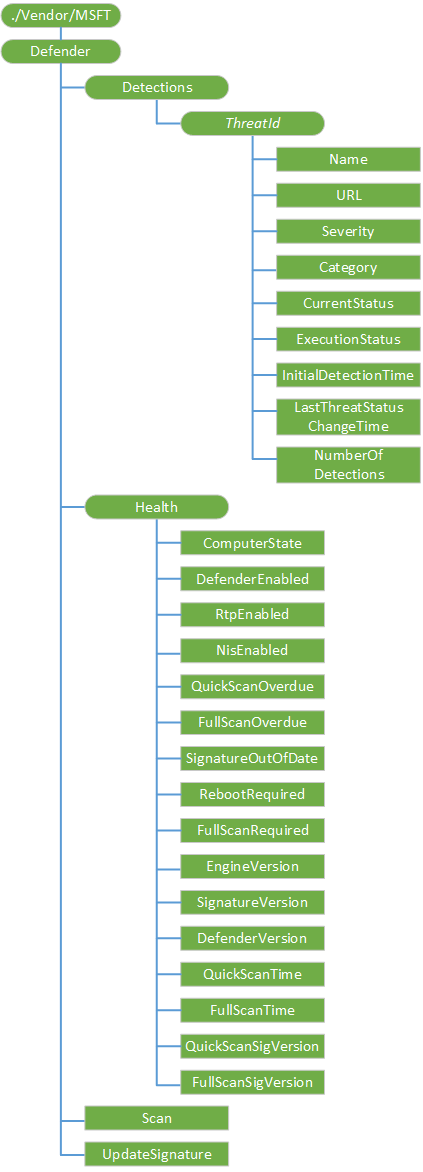 ./Vendor/MSFT
Defender
Detections
ThreatId
Name
URL
Severity
Category
CurrentStatus
ExecutionStatus
InitialDetectionTime
LastThreatStatus
ChangeTime
NumberOf
Detections
Health
ComputerState
DefenderEnabled
RtpEnabled
NisEnabled
QuickScanOverdue
FullScanOverdue
SignatureOutOfDate
RebootRequired
FullScanRequired
EngineVersion
SignatureVersion
DefenderVersion
QuickScanTime
FullScanTime
QuickScanSigVersion
FullScanSigVersion
Scan
UpdateSignature